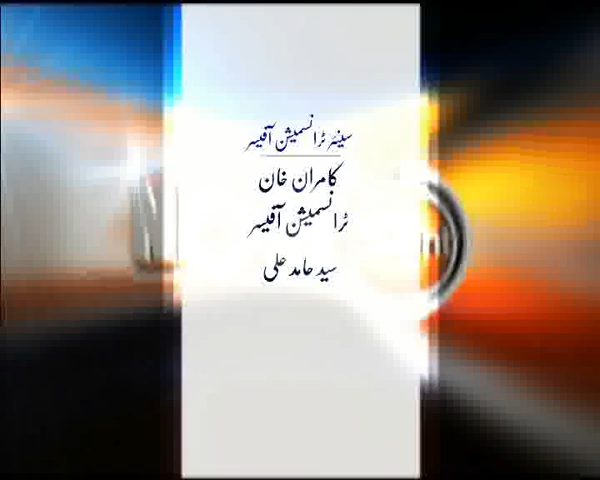 سینئر ٹرانسمیشن آفیسر
کامران خان
ٹرانسمیشن آفیسر
سید حامد علی